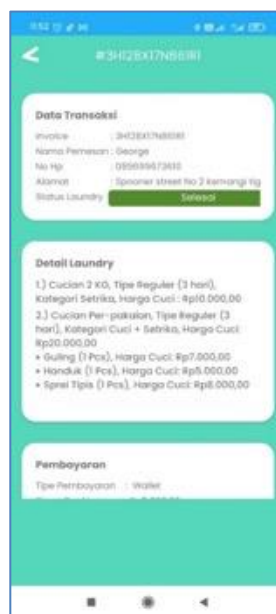 Data Transaksi
Invoice : 3H128X17N86181
Nama Pemesan : George
No Hp
Alamat : Spooner street No 2 kemangi rig
Status Laundry Selesai
Detail Laundry
1.) Cucian 2 KG, Tipe Reguler (3 hari),
Kategori Setrika, Harga Cuci : Rp10.000,00
2.) Cucian Per-pakaian, Tipe Reguler (3
hari), Kategori Cuci + Setrika, Harga Cuci:
Rp20.000,00
• Guling (1 Pcs), Harga Cuci: Rp7.000,00
• Handuk (1 Pcs), Harga Cuci: Rp5.000,00
• Sprei Tipis (1 Pcs), Harga Cuci: Rp8.000,00
Pembayaran
Tipe Pembayaran : Wallet